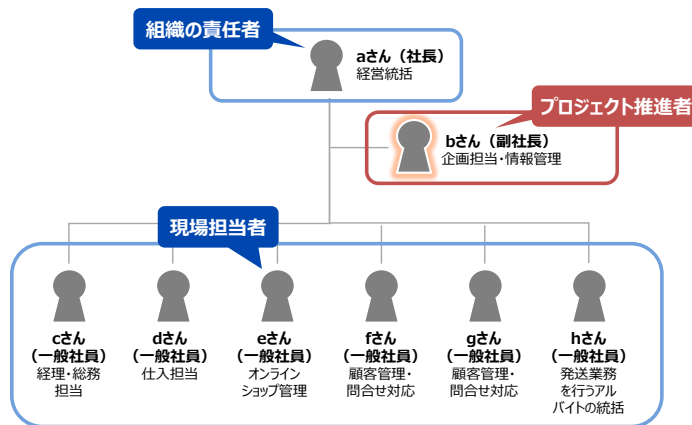 組織の責任者
aさん（社長）
経営統括
プロジェクト推進者
bさん（副社長）
企画担当・情報管理
現場担当者
cさん
（一般社員）
経理・総務
担当
dさん
（一般社員）
仕入担当
eさん
（一般社員）
オンライン
ショップ管理
fさん
（一般社員）
顧客管理・
問合せ対応
gさん
（一般社員）
顧客管理・
問合せ対応
hさん
（一般社員）
発送業務
を行うアル
バイトの統括